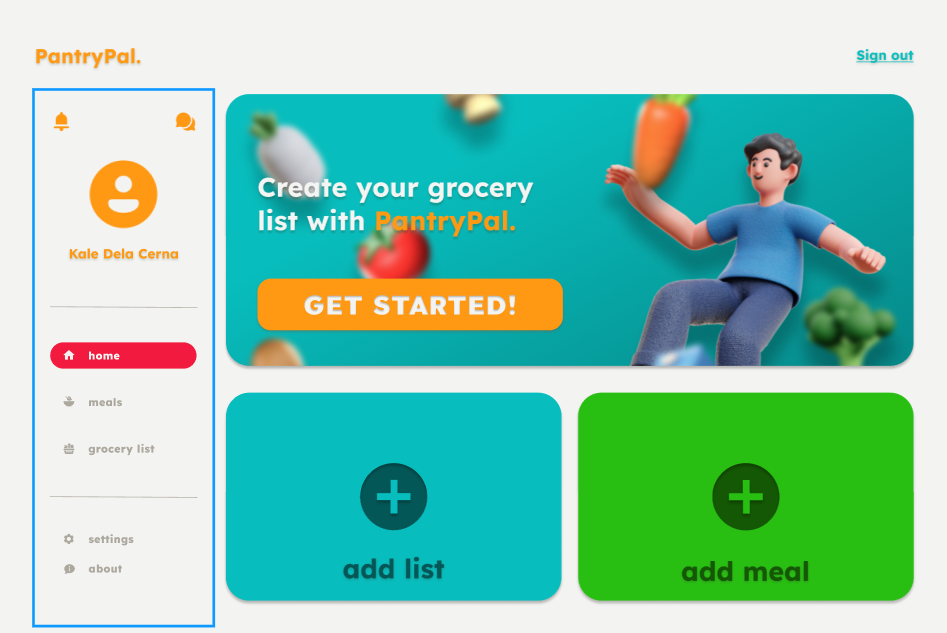 PantryPal.
Sign out
Kale Dela Cerna
home
meals
grocery list
settings
about
Create your grocery
list with PantryPal.
GET STARTED!
add list
add meal